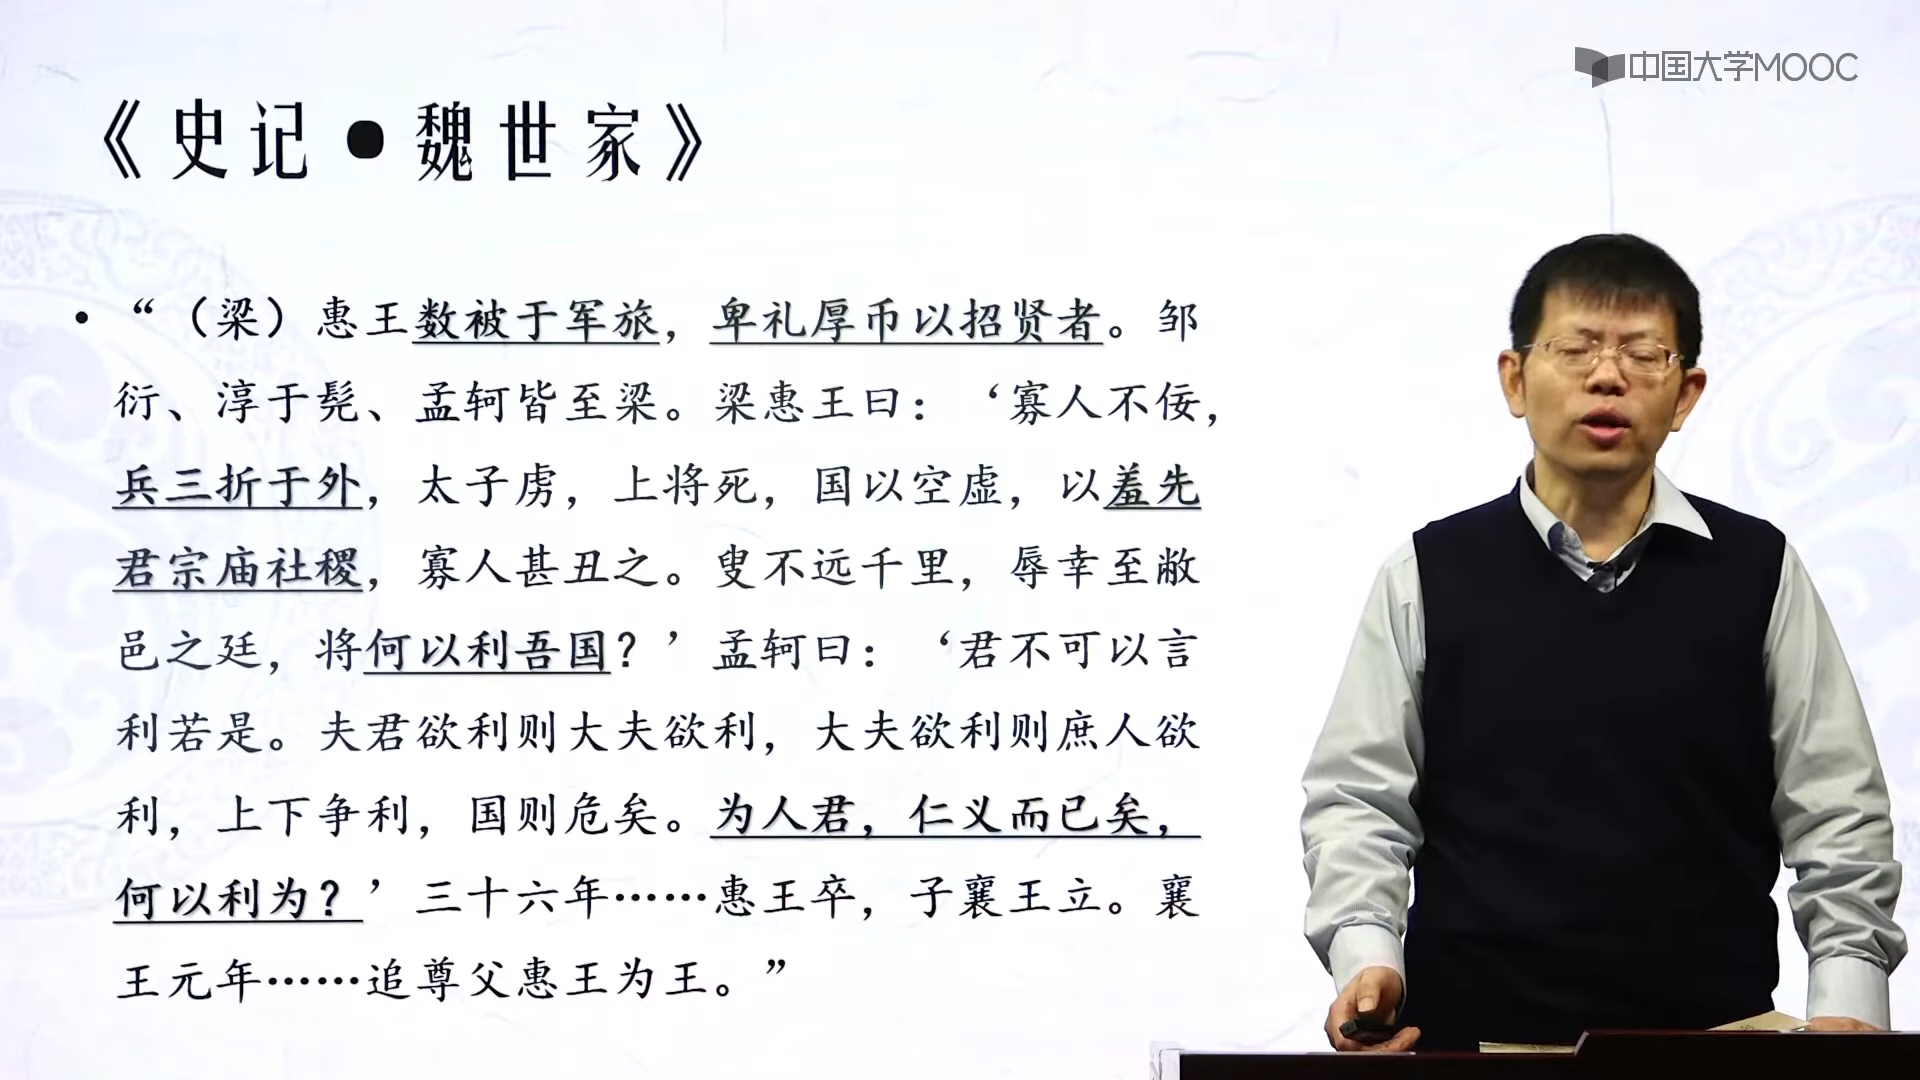 中国大学MOOC
《史记•魏世家》
• “（梁）惠王数被于军旅，卑礼厚币以招贤者。邹
衍、淳于髡、孟轲皆至梁。梁惠王曰：‘寡人不佞，
兵三折于外，太子虏，上将死，国以空虚，以羞先
君宗庙社稷，寡人甚丑之。叟不远千里，辱幸至敝
邑之廷，将何以利吾国？’孟轲曰：‘君不可以言
利若是。夫君欲利则大夫欲利，大夫欲利则庶人欲
利，上下争利，国则危矣。为人君，仁义而已矣，
何以利为？’三十六年……惠王卒，子襄王立。襄
王元年……追尊父惠王为王。”